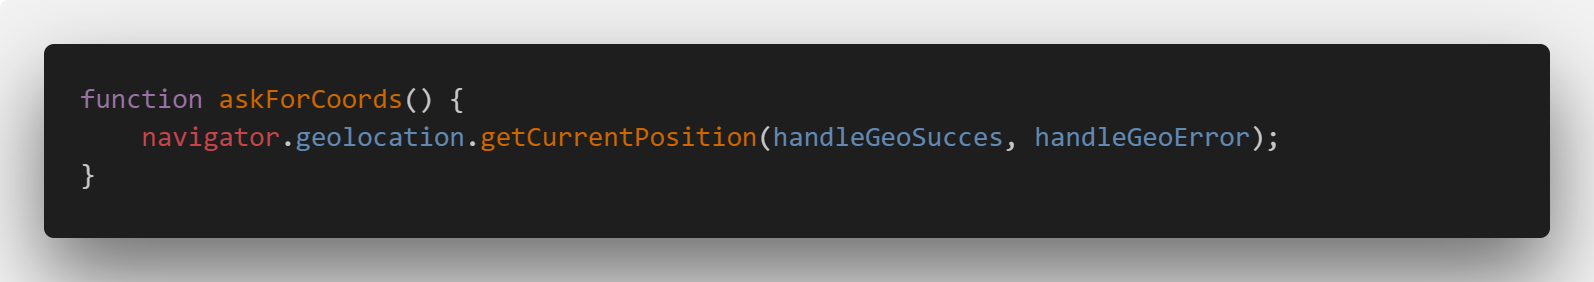 function askForCoords() {
    navigator.geolocation.getCurrentPosition(handleGeoSucces, handleGeoError);
}